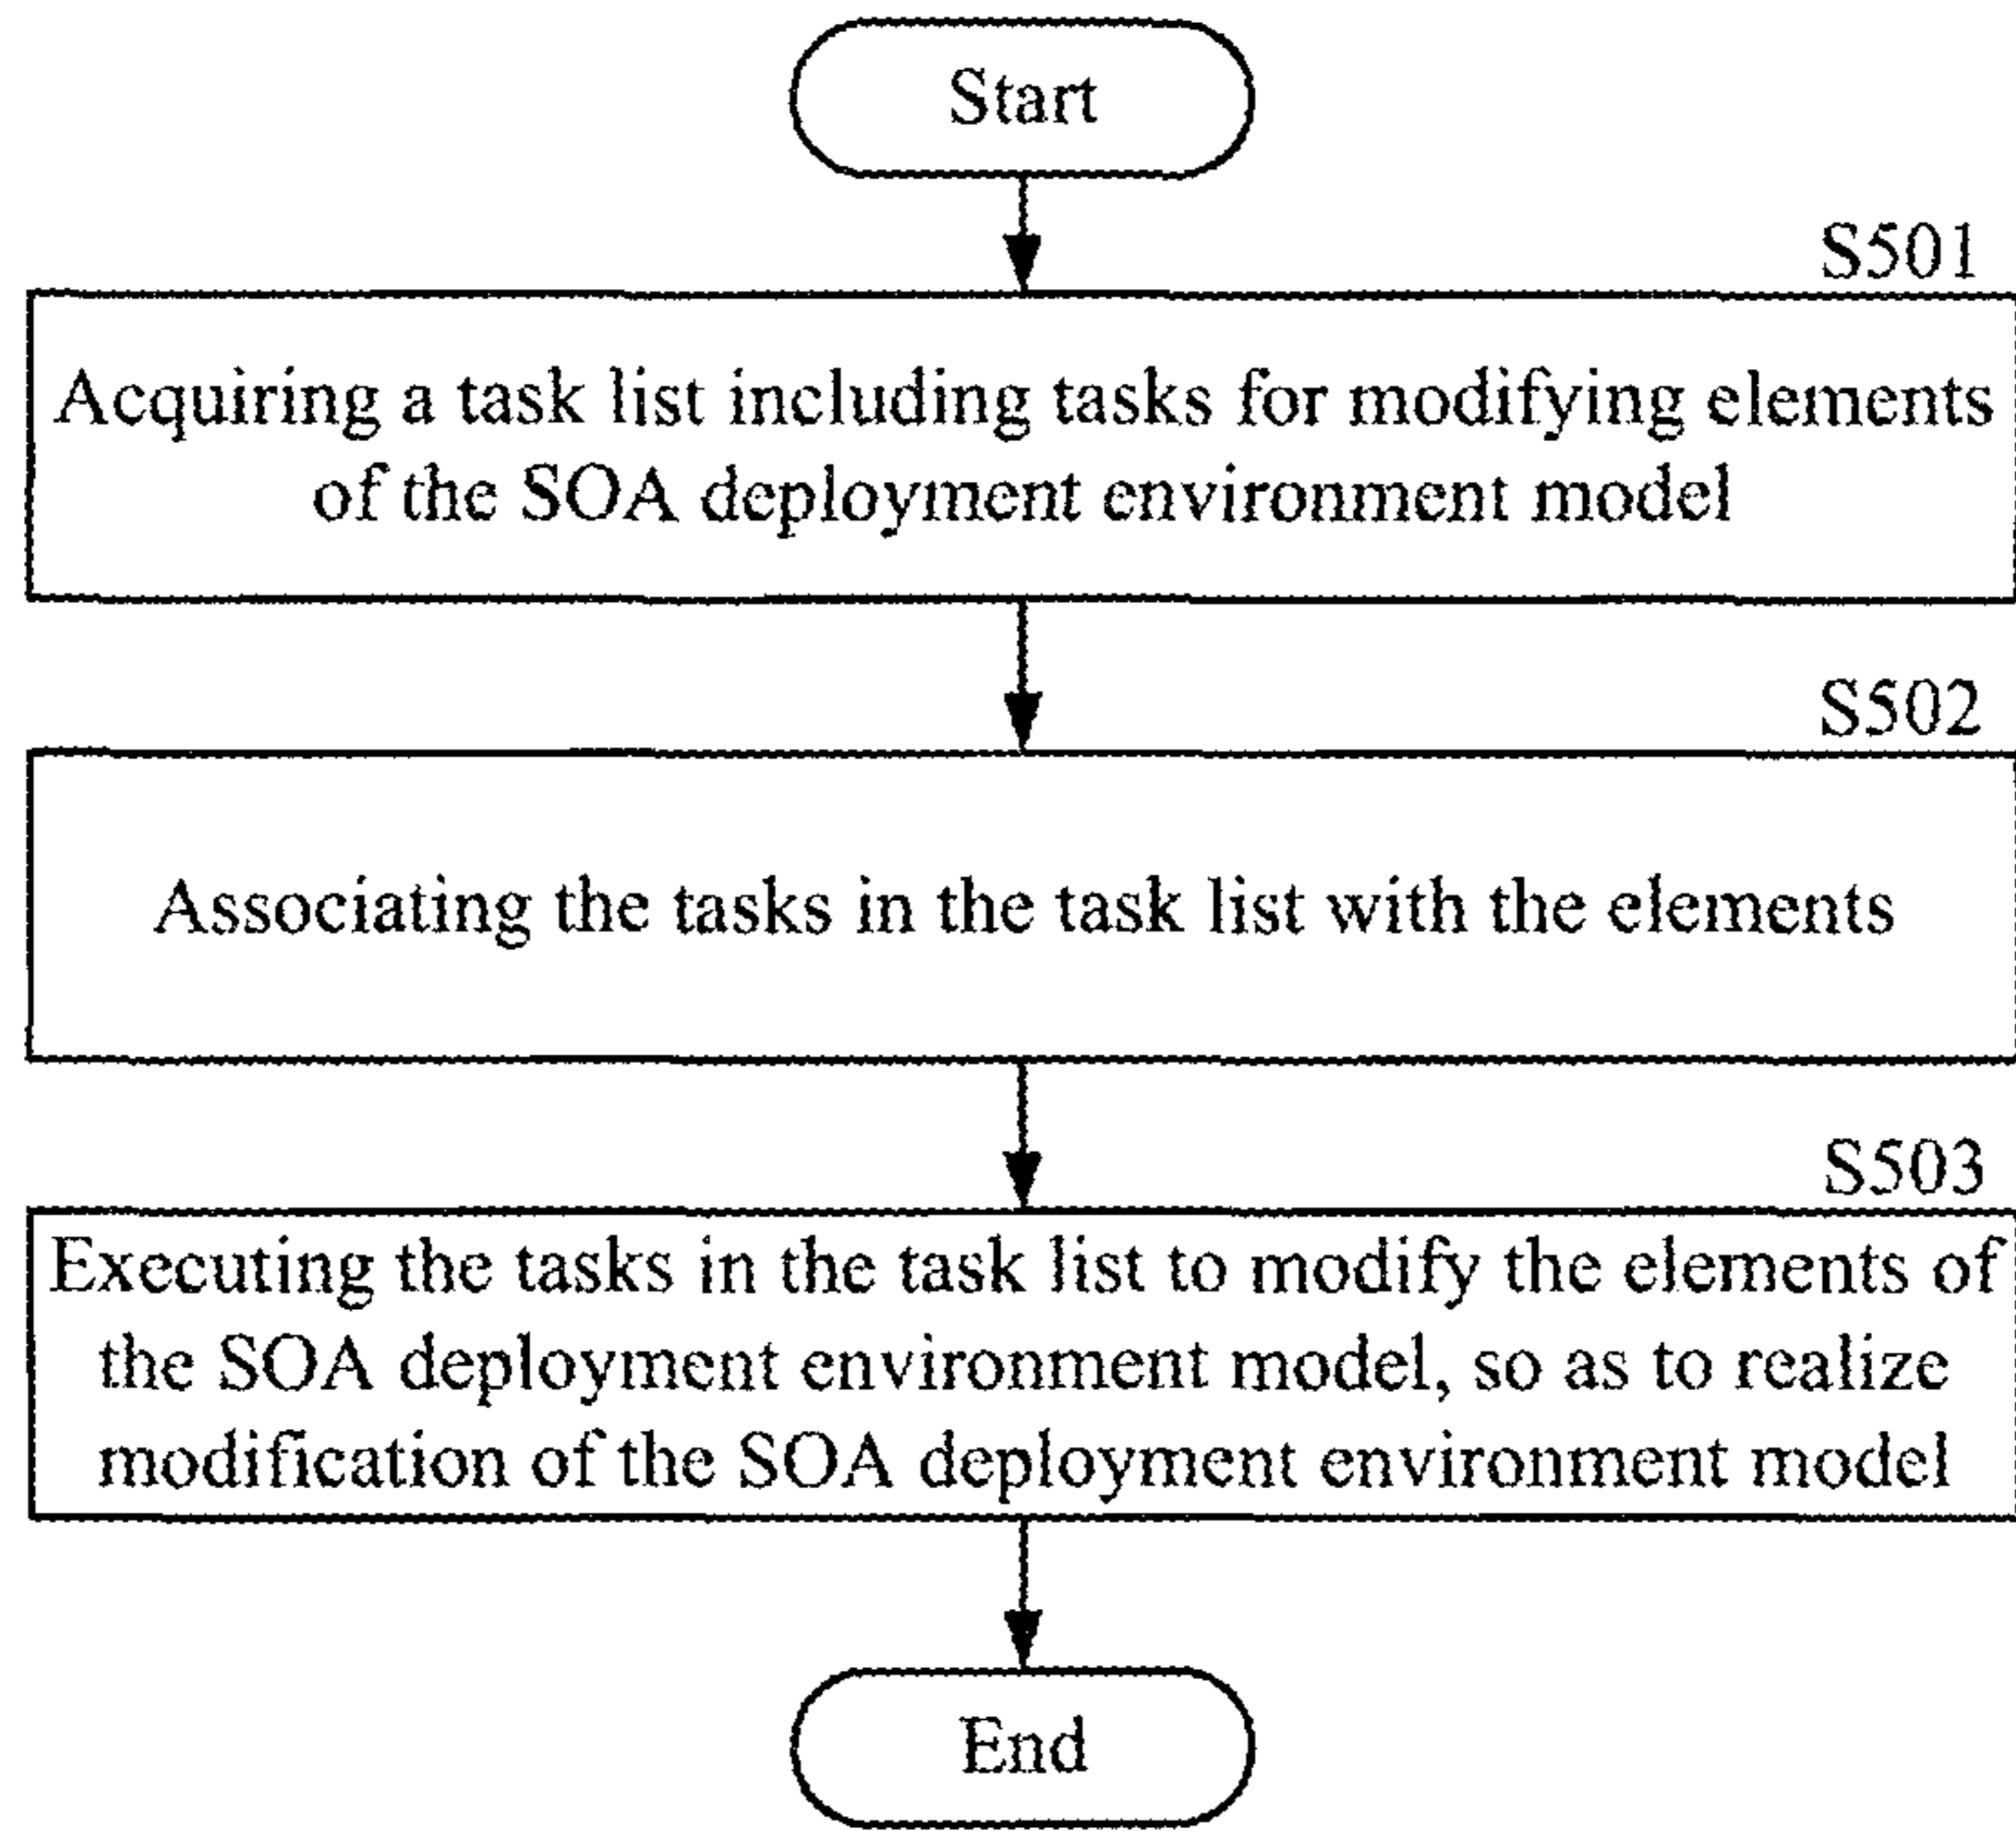 Start
S501
Acquiring a task list including tasks for modifying elements
of the SOA deployment environment model
S502
Associating the tasks in the task list with the elements
S503
Executing the tasks in the task list to modify the elements of
the SOA deployment environment model, so as to realize
modification of the SOA deployment environment model
End